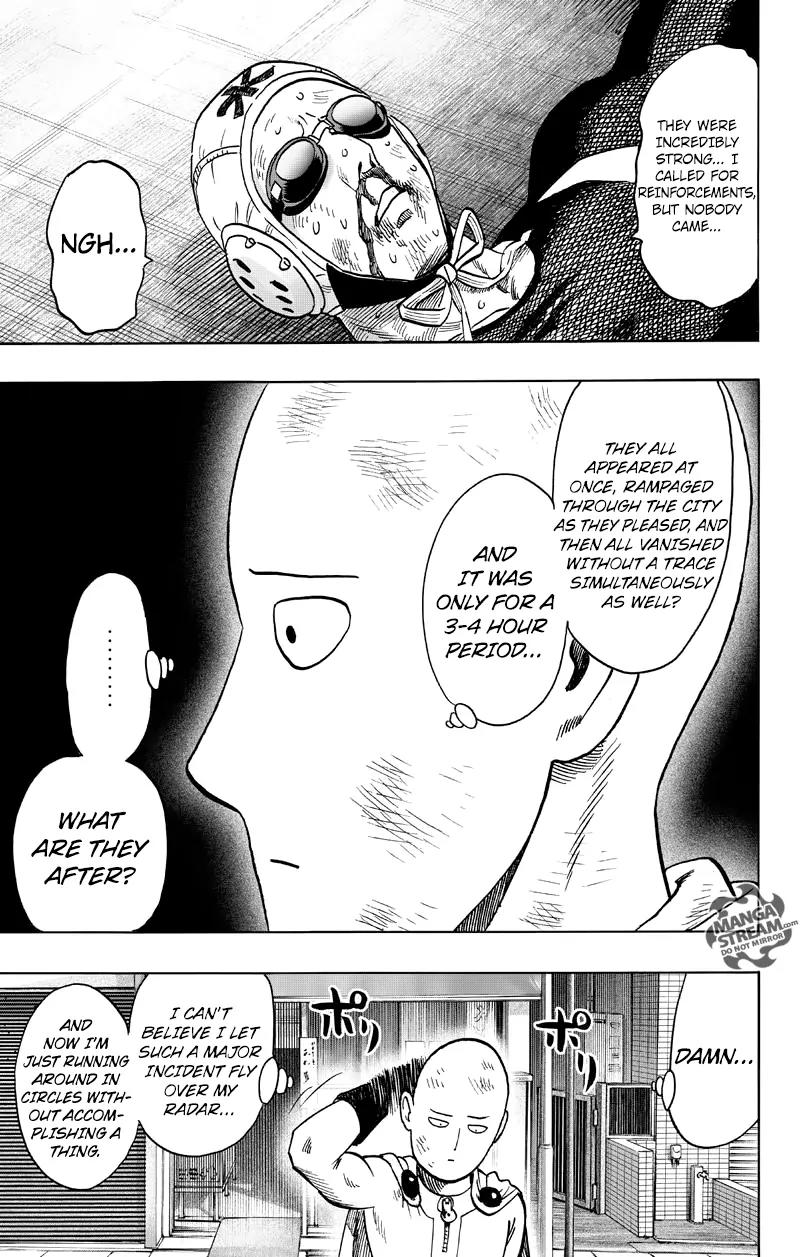 THEY WERE
INCREDIBLY
STRONG... I
CALLED FOR
REINFORCEMENTS,
BUT NOBODY
CAME...
NGH...
THEY ALL
APPEARED AT
ONCE, RAMPAGED
THROUGH THE CITY
AS THEY PLEASED, AND
THEN ALL VANISHED
WITHOUT A TRACE
SIMULTANEOUSLY
AS WELL?
AND
IT WAS
ONLY FOR A
3-4 HOUR
PERIOD...
.........
WHAT
ARE THEY
AFTER?
MANGA
STREAM.com
DO NOT MIRROR
DAMN...
ポリ
ポリ
I CAN'T
BELIEVE I LET
SUCH A MAJOR
INCIDENT FLY
OVER MY
RADAR...
AND
NOW I'M
JUST RUNNING
AROUND IN
CIRCLES WITH-
OUT ACCOM-
PLISHING A
THING.